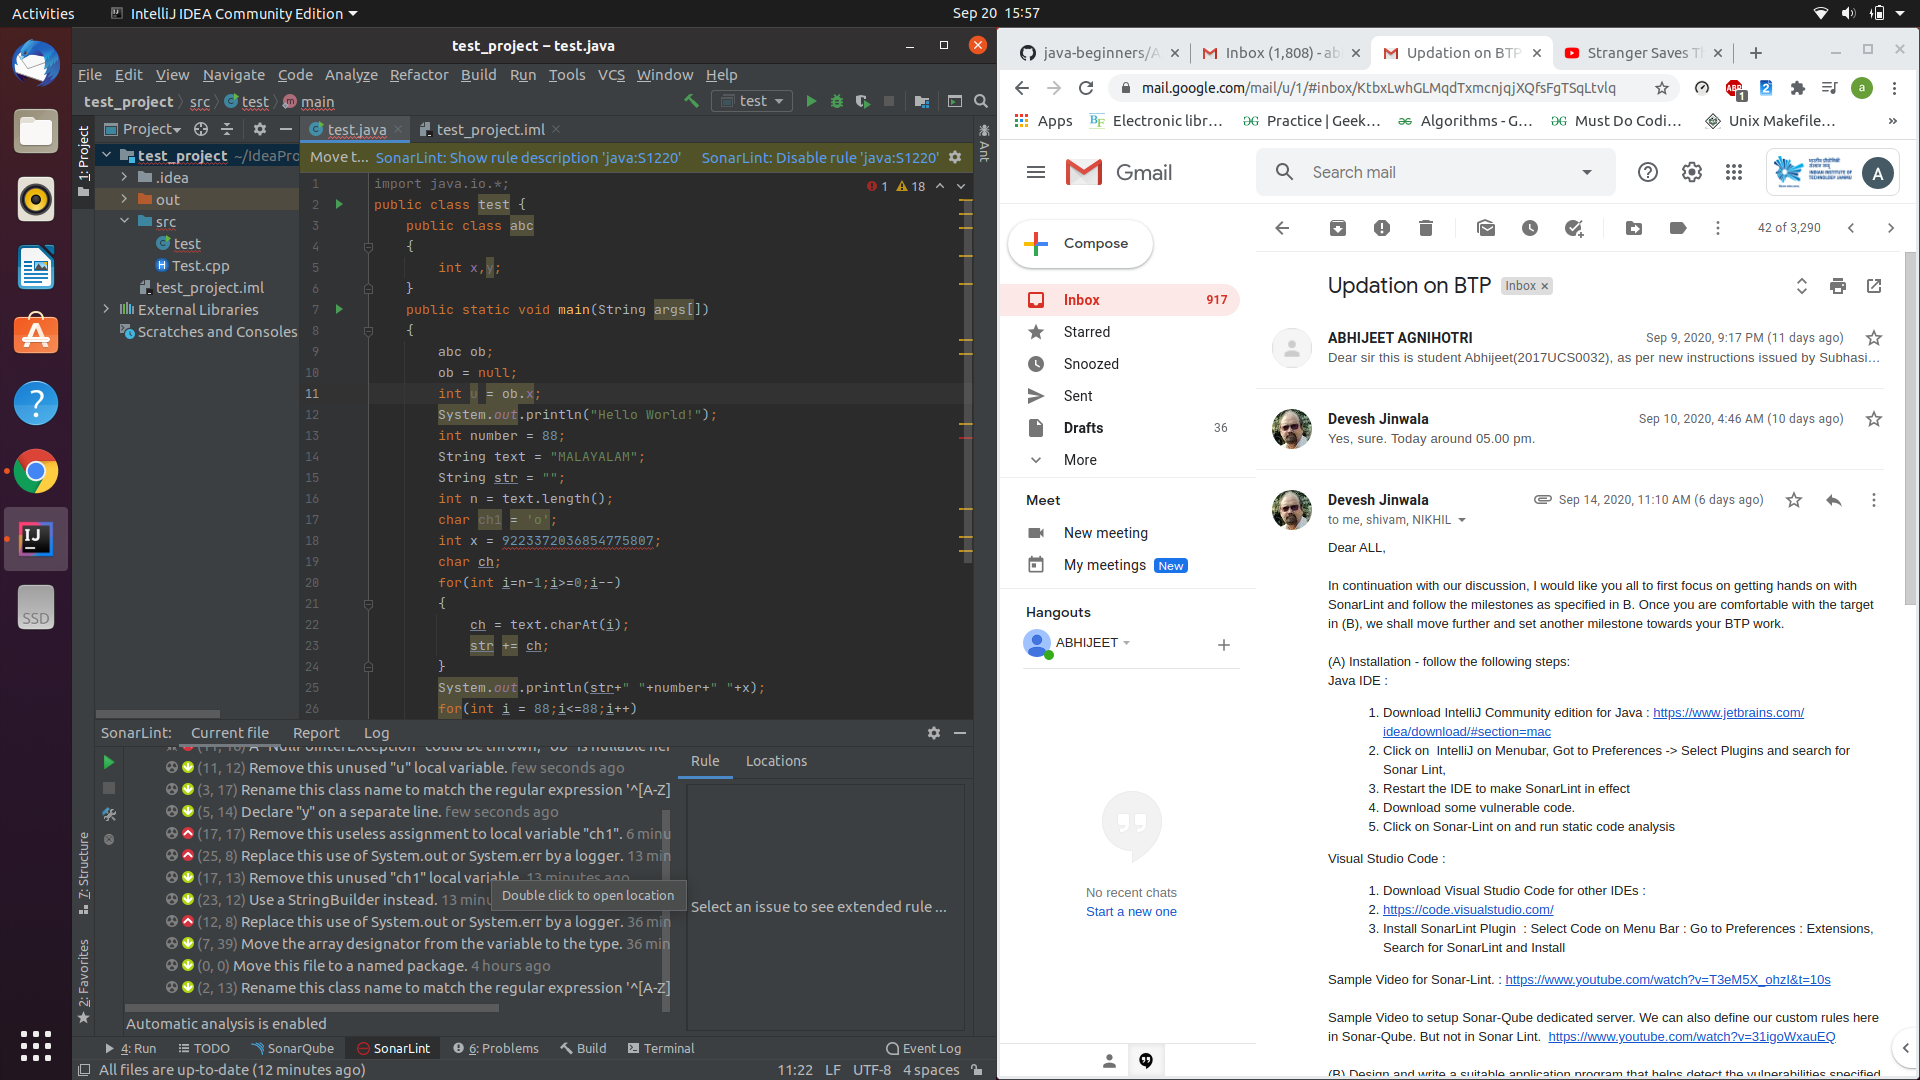 Activities
IntelliJ IDEA Community Edition
Sep 20 15:57
test_project – test.java
File Edit View Navigate Code Analyze Refactor Build Run Tools VCS Window Help
test_project src test main
test
Project
test.java
test_project.iml
1: Project
Ant
Move t... SonarLint: Show rule description 'java:S1220' SonarLint: Disable rule 'java:S1220'
test_project ~/IdeaPro
.idea
out
src
test
Test.cpp
test_project.iml
External Libraries
Scratches and Consoles
1 18
1 import java.io.*;
2 public class test {
3 public class abc
4 {
5 int x,y;
6 }
7 public static void main(String args[])
8 {
9 abc ob;
10 ob = null;
11 int u = ob.x;
12 System.out.println("Hello World!");
13 int number = 88;
14 String text = "MALAYALAM";
15 String str = "";
16 int n = text.length();
17 char ch1 = 'o';
18 int x = 9223372036854775807;
19 char ch;
20 for(int i=n-1;i>=0;i--)
21 {
22 ch = text.charAt(i);
23 str += ch;
24 }
25 System.out.println(str+" "+number+" "+x);
26 for(int i = 88;i<=88;i++)
SonarLint: Current file Report Log
(11, 16) A "NullPointerException" could be thrown; "ob" is nullable her
(11, 12) Remove this unused "u" local variable. few seconds ago
(3, 17) Rename this class name to match the regular expression '^[A-Z]
(5, 14) Declare "y" on a separate line. few seconds ago
(17, 17) Remove this useless assignment to local variable "ch1". 6 minu
(25, 8) Replace this use of System.out or System.err by a logger. 13 min
(17, 13) Remove this unused "ch1" local variable. 13 minutes ago
(23, 12) Use a StringBuilder instead. 13 minu
(12, 8) Replace this use of System.out or System.err by a logger. 36 min
(7, 39) Move the array designator from the variable to the type. 36 min
(0, 0) Move this file to a named package. 4 hours ago
(2, 13) Rename this class name to match the regular expression '^[A-Z]
Double click to open location
Rule Locations
Select an issue to see extended rule ...
7: Structure
2: Favorites
Automatic analysis is enabled
4: Run TODO SonarQube SonarLint 6: Problems Build Terminal Event Log
All files are up-to-date (12 minutes ago) 11:22 LF UTF-8 4 spaces
IJ
SSD
java-beginners/A
Inbox (1,808) - ab
Updation on BTP
Stranger Saves Th
mail.google.com/mail/u/1/#inbox/KtbxLwhGLMqdTxmcnjqjXQfsFgTSqLtvlq
ABP
1
a
Apps Electronic libr... Practice | Geek... Algorithms - G... Must Do Codi... Unix Makefile... »
Gmail
Search mail
A
Compose
42 of 3,290
Inbox 917
Starred
Snoozed
Sent
Drafts 36
More
Meet
New meeting
My meetings New
Hangouts
ABHIJEET
No recent chats
Start a new one
Updation on BTP Inbox ×
ABHIJEET AGNIHOTRI Sep 9, 2020, 9:17 PM (11 days ago)
Dear sir this is student Abhijeet(2017UCS0032), as per new instructions issued by Subhasi...
Devesh Jinwala Sep 10, 2020, 4:46 AM (10 days ago)
Yes, sure. Today around 05.00 pm.
Devesh Jinwala Sep 14, 2020, 11:10 AM (6 days ago)
to me, shivam, NIKHIL
Dear ALL,
In continuation with our discussion, I would like you all to first focus on getting hands on with
SonarLint and follow the milestones as specified in B. Once you are comfortable with the target
in (B), we shall move further and set another milestone towards your BTP work.
(A) Installation - follow the following steps:
Java IDE :
1. Download IntelliJ Community edition for Java : https://www.jetbrains.com/
idea/download/#section=mac
2. Click on IntelliJ on Menubar, Got to Preferences -> Select Plugins and search for
Sonar Lint,
3. Restart the IDE to make SonarLint in effect
4. Download some vulnerable code.
5. Click on Sonar-Lint on and run static code analysis
Visual Studio Code :
1. Download Visual Studio Code for other IDEs :
2. https://code.visualstudio.com/
3. Install SonarLint Plugin : Select Code on Menu Bar : Go to Preferences : Extensions,
Search for SonarLint and Install
Sample Video for Sonar-Lint. : https://www.youtube.com/watch?v=T3eM5X_ohzI&t=10s
Sample Video to setup Sonar-Qube dedicated server. We can also define our custom rules here
in Sonar-Qube. But not in Sonar Lint. https://www.youtube.com/watch?v=31igoWxauEQ
(B) Design and write a suitable application program that helps detect the vulnerabilities specified